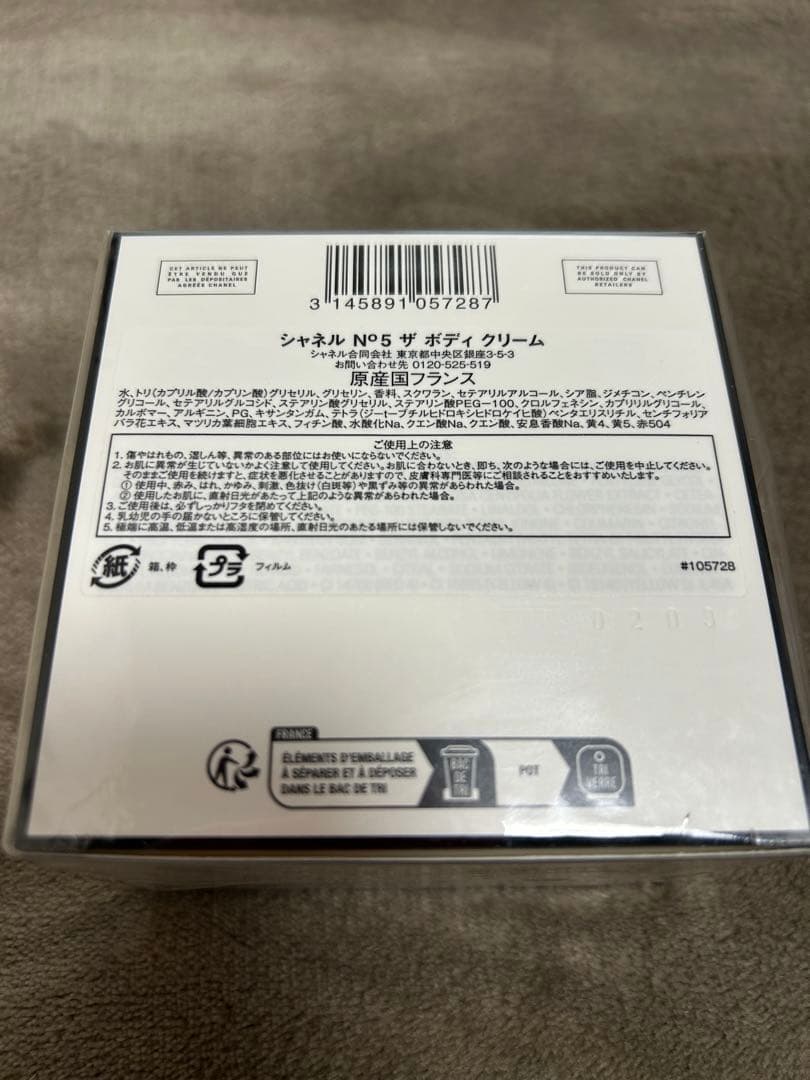 CET ARTICLE NE PEUT
ÊTRE VENDU QUE
PAR LES DÉPOSITAIRES
AGRÉÉS CHANEL
THIS PRODUCT CAN
BE SOLD ONLY BY
AUTHORIZED CHANEL
RETAILERS
3 145891 057287
シャネル Nº5 ザ ボディ クリーム
シャネル合同会社 東京都中央区銀座3-5-3
お問い合わせ先 0120-525-519
原産国フランス
水、トリ(カプリル酸/カプリン酸)グリセリル、グリセリン、香料、スクワラン、セテアリルアルコール、シア脂、ジメチコン、ペンチレン
グリコール、セテアリルグルコシド、ステアリン酸グリセリル、ステアリン酸PEG-100、クロルフェネシン、カプリリルグリコール、
カルボマー、アルギニン、PG、キサンタンガム、テトラ(ジ-t-ブチルヒドロキシヒドロケイヒ酸)ペンタエリスリチル、センチフォリア
バラ花エキス、マツリカ葉細胞エキス、フィチン酸、水酸化Na、クエン酸Na、クエン酸、安息香酸Na、黄4、黄5、赤504
ご使用上の注意
1. 傷やはれもの、湿しん等、異常のある部位にはお使いにならないでください。
2. お肌に異常が生じていないかよく注意して使用してください。お肌に合わないとき、即ち、次のような場合には、ご使用を中止してください。
そのままご使用を続けますと、症状を悪化させることがありますので、皮膚科専門医等にご相談されることをおすすめいたします。
① 使用中、赤み、はれ、かゆみ、刺激、色抜け(白斑等)や黒ずみ等の異常があらわれた場合。
② 使用したお肌に、直射日光があたって上記のような異常があらわれた場合。
3. ご使用後は、必ずしっかりフタを閉めてください。
4. 乳幼児の手の届かないところに保管してください。
5. 極端に高温、低温または高湿度の場所、直射日光のあたる場所には保管しないでください。
紙 箱、枠 プラ フィルム #105728
FRANCE
ÉLÉMENTS D'EMBALLAGE
À SÉPARER ET À DÉPOSER
DANS LE BAC DE TRI
BAC
DE
TRI
POT
TRI
VERRE